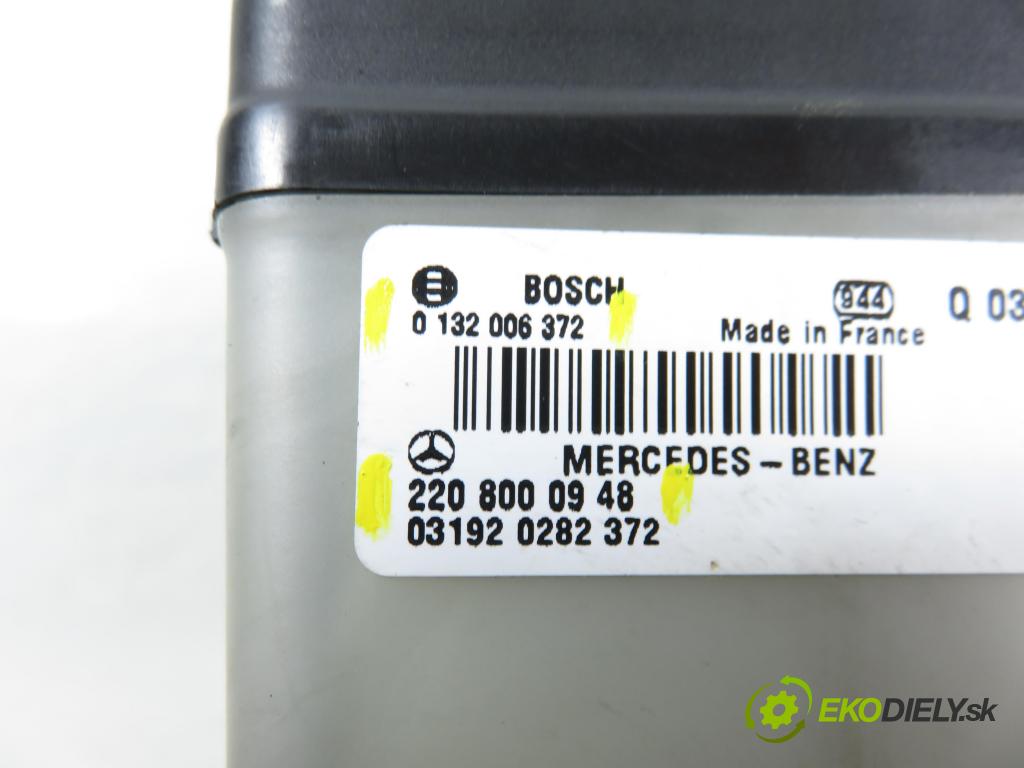 BOSCH
944
Q 03
0 132 006 372
Made in France
MERCEDES-BENZ
220 800 09 48
03192 0282 372
EKODIELY.sk